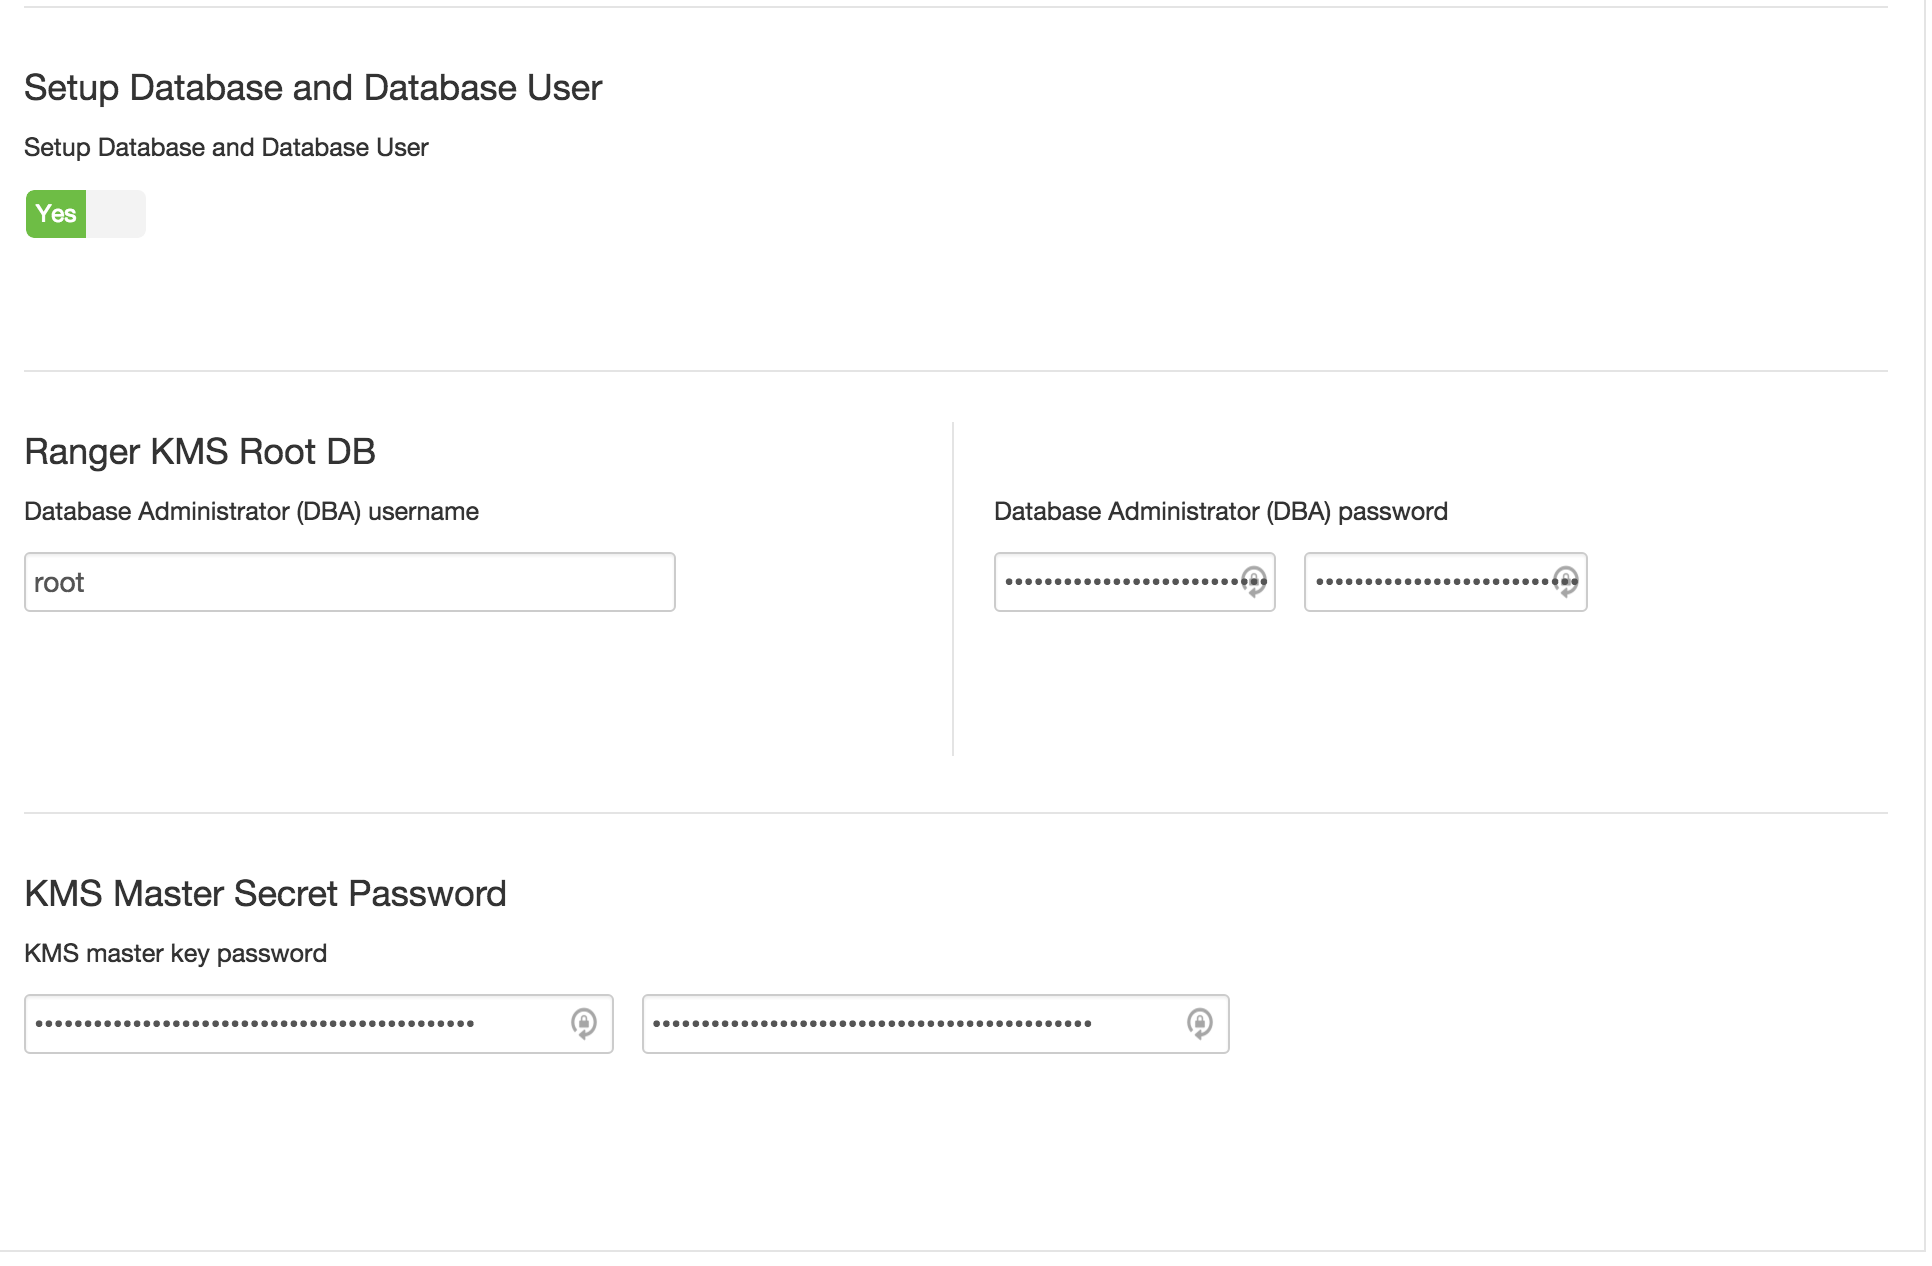 Setup Database and Database User
Setup Database and Database User
Yes
Ranger KMS Root DB
Database Administrator (DBA) username
Database Administrator (DBA) password
root
KMS Master Secret Password
KMS master key password